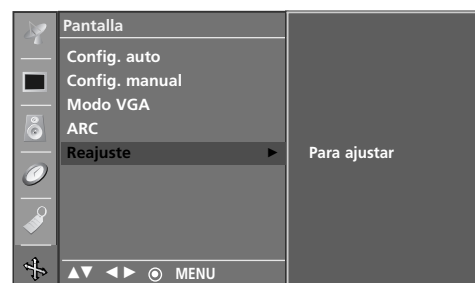 Pantalla
Config. auto
Config. manual
Modo VGA
ARC
Reajuste ► Para ajustar
▲▼ ◄► ◉ MENU